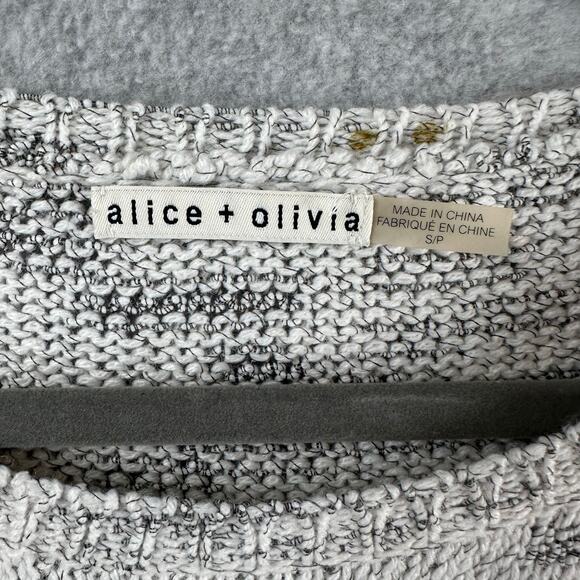 alice + olivia
MADE IN CHINA
FABRIQUÉ EN CHINE
S/P